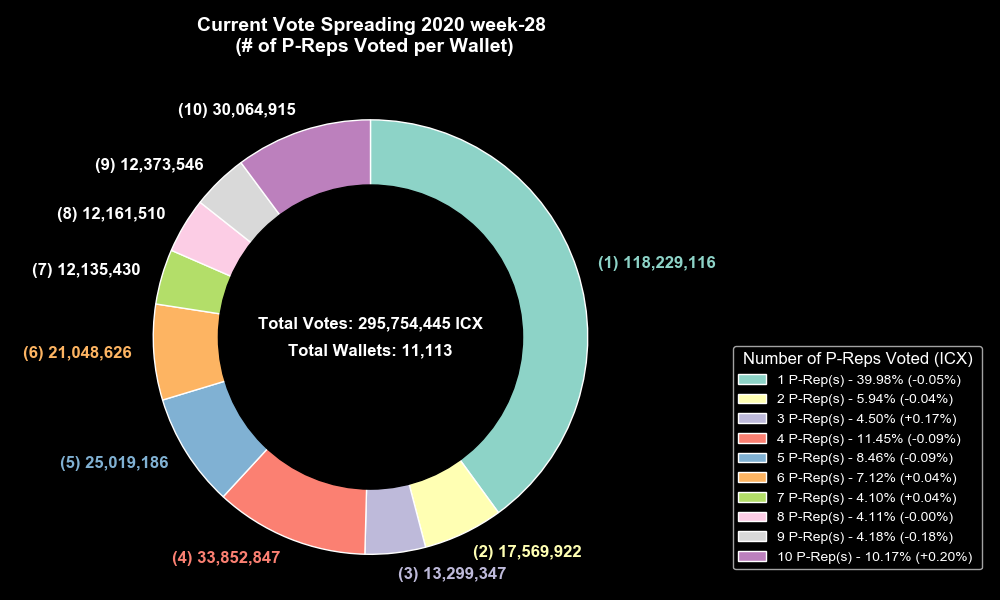 Current Vote Spreading 2020 week-28
(# of P-Reps Voted per Wallet)
(10) 30,064,915
(9) 12,373,546
(8) 12,161,510
(1) 118,229,116
(7) 12,135,430
Total Votes: 295,754,445 ICX
Total Wallets: 11,113
(6) 21,048,626
(5) 25,019,186
(4) 33,852,847
(2) 17,569,922
(3) 13,299,347
Number of P-Reps Voted (ICX)
1 P-Rep(s) - 39.98% (-0.05%)
2 P-Rep(s) - 5.94% (-0.04%)
3 P-Rep(s) - 4.50% (+0.17%)
4 P-Rep(s) - 11.45% (-0.09%)
5 P-Rep(s) - 8.46% (-0.09%)
6 P-Rep(s) - 7.12% (+0.04%)
7 P-Rep(s) - 4.10% (+0.04%)
8 P-Rep(s) - 4.11% (-0.00%)
9 P-Rep(s) - 4.18% (-0.18%)
10 P-Rep(s) - 10.17% (+0.20%)